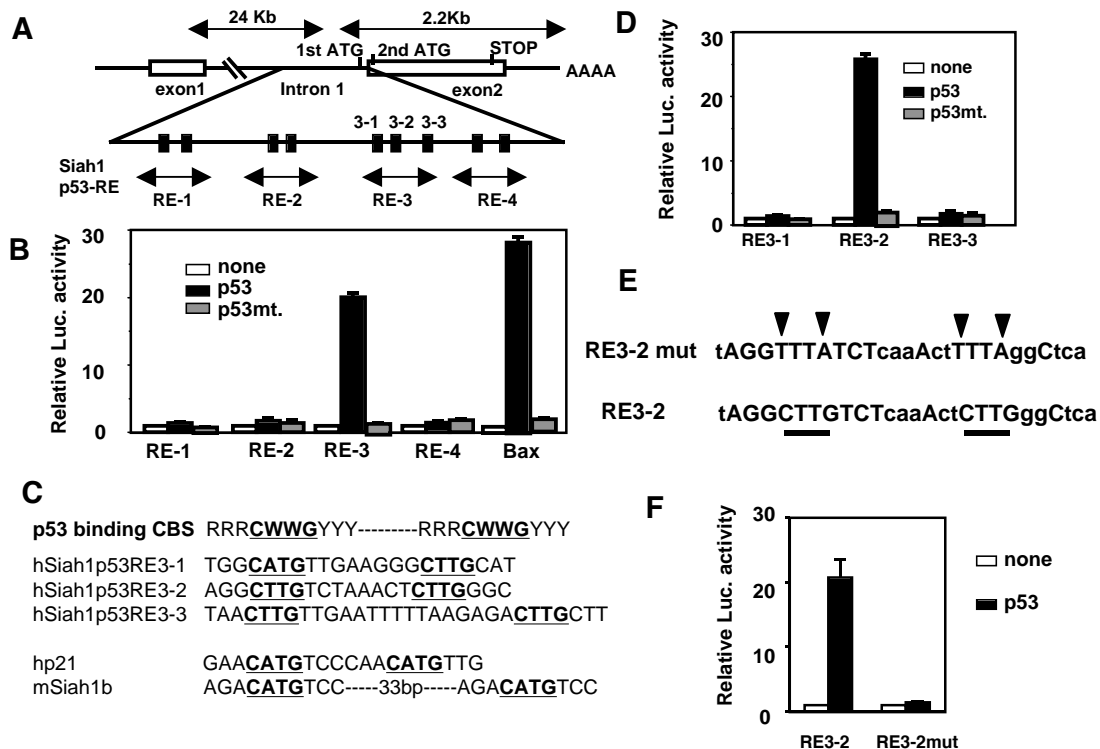 A
24 Kb
2.2Kb
1st ATG
2nd ATG
STOP
AAAA
exon1
Intron 1
exon2
3-1 3-2 3-3
Siah1
p53-RE
RE-1
RE-2
RE-3
RE-4
B
Relative Luc. activity
30
20
10
0
none
p53
p53mt.
RE-1
RE-2
RE-3
RE-4
Bax
C
p53 binding CBS RRRCWWGYYY---------RRRCWWGYYY
hSiah1p53RE3-1 TGGCATGTTGAAGGGCTTGCAT
hSiah1p53RE3-2 AGGCTTGTCTAAACTCTTGGGC
hSiah1p53RE3-3 TAACTTGTTGAATTTTTAAGAGACTTGCTT
hp21 GAACATGTCCCAACATGTTG
mSiah1b AGACATGTCC-----33bp-----AGACATGTCC
D
Relative Luc. activity
30
20
10
0
none
p53
p53mt.
RE3-1
RE3-2
RE3-3
E
RE3-2 mut tAGGTTTATCTcaaActTTTAggCtca
RE3-2 tAGGCTTGTCTcaaActCTTGggCtca
F
Relative Luc. activity
30
20
10
0
none
p53
RE3-2
RE3-2mut